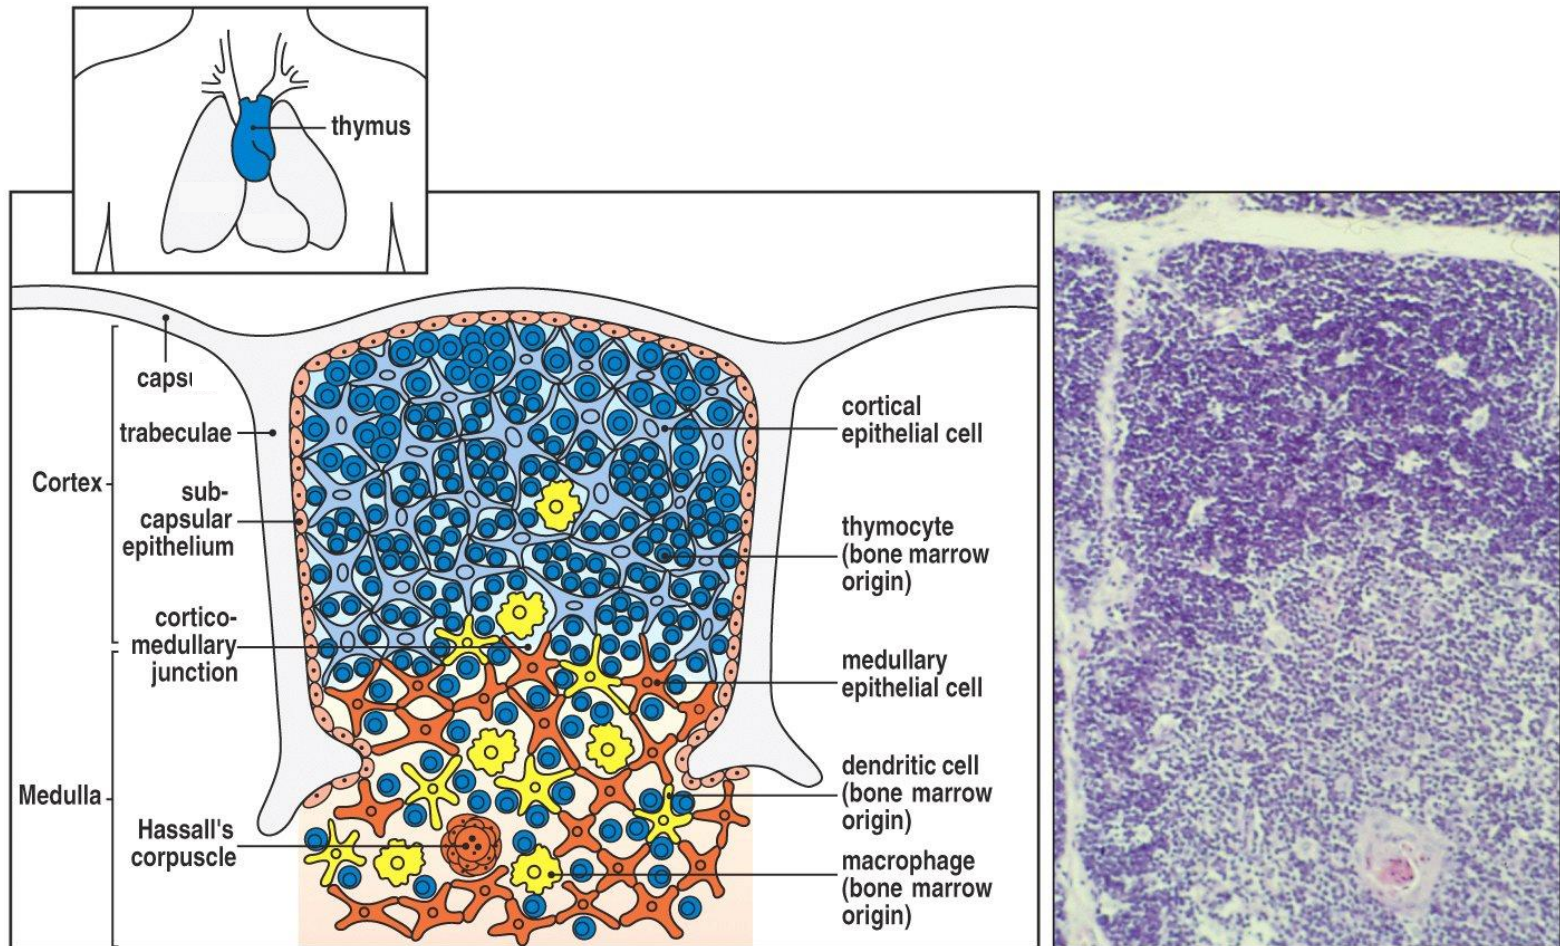 thymus
capsu
trabeculae
Cortex
sub-
capsular
epithelium
cortico-
medullary
junction
Medulla
Hassall's
corpuscle
cortical
epithelial cell
thymocyte
(bone marrow
origin)
medullary
epithelial cell
dendritic cell
(bone marrow
origin)
macrophage
(bone marrow
origin)